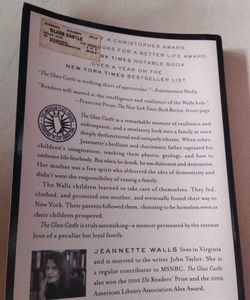 GLASS CASTLE
A CHRISTOPHER AWARD
BOOKS FOR A BETTER LIFE AWARD
TIMES NOTABLE BOOK
OVER A YEAR ON THE
NEW YORK TIMES BESTSELLER LIST
"The Glass Castle is nothing short of spectacular." —Entertainment Weekly
"Readers will marvel at the intelligence and resilience of the Walls kids."
—Francine Prose, The New York Times Book Review, front page
The Glass Castle is a remarkable memoir of resilience and
redemption, and a revelatory look into a family at once
deeply dysfunctional and uniquely vibrant. When sober,
Jeannette's brilliant and charismatic father captured his
children's imagination, teaching them physics, geology, and how to
embrace life fearlessly. But when he drank, he was dishonest and destructive.
Her mother was a free spirit who abhorred the idea of domesticity and
didn't want the responsibility of raising a family.
The Walls children learned to take care of themselves. They fed,
clothed, and protected one another, and eventually found their way to
New York. Their parents followed them, choosing to be homeless even as
their children prospered.
The Glass Castle is truly astonishing—a memoir permeated by the intense
love of a peculiar but loyal family.
JEANNETTE WALLS lives in Virginia
and is married to the writer John Taylor. She is
a regular contributor to MSNBC. The Glass Castle
also won the 2005 Elle Readers' Prize and the 2006
American Library Association Alex Award.